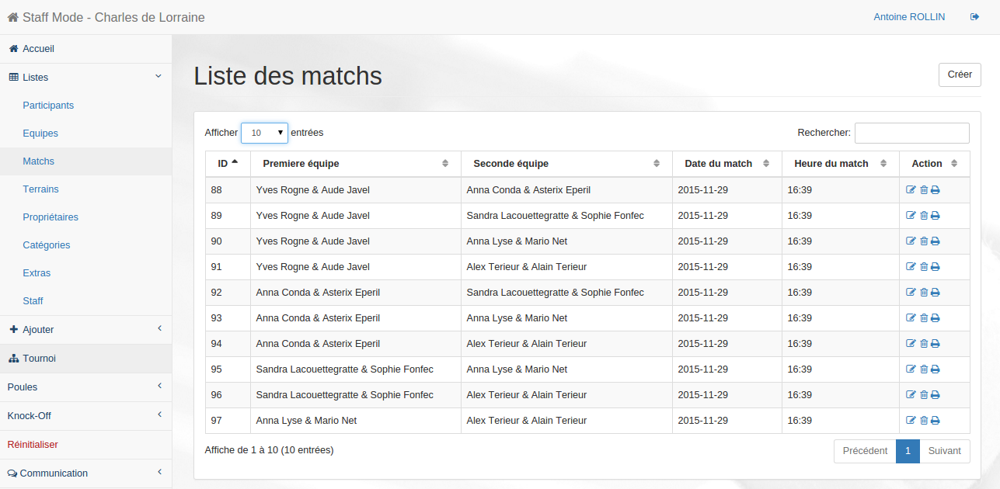 Staff Mode - Charles de Lorraine
Antoine ROLLIN
Accueil
Listes
Participants
Equipes
Matchs
Terrains
Propriétaires
Catégories
Extras
Staff
Ajouter
Tournoi
Poules
Knock-Off
Réinitialiser
Communication
Liste des matchs
Créer
Afficher 10 entrées
Rechercher:
ID Premiere équipe Seconde équipe Date du match Heure du match Action
88 Yves Rogne & Aude Javel Anna Conda & Asterix Eperil 2015-11-29 16:39
89 Yves Rogne & Aude Javel Sandra Lacouettegratte & Sophie Fonfec 2015-11-29 16:39
90 Yves Rogne & Aude Javel Anna Lyse & Mario Net 2015-11-29 16:39
91 Yves Rogne & Aude Javel Alex Terieur & Alain Terieur 2015-11-29 16:39
92 Anna Conda & Asterix Eperil Sandra Lacouettegratte & Sophie Fonfec 2015-11-29 16:39
93 Anna Conda & Asterix Eperil Anna Lyse & Mario Net 2015-11-29 16:39
94 Anna Conda & Asterix Eperil Alex Terieur & Alain Terieur 2015-11-29 16:39
95 Sandra Lacouettegratte & Sophie Fonfec Anna Lyse & Mario Net 2015-11-29 16:39
96 Sandra Lacouettegratte & Sophie Fonfec Alex Terieur & Alain Terieur 2015-11-29 16:39
97 Anna Lyse & Mario Net Alex Terieur & Alain Terieur 2015-11-29 16:39
Affiche de 1 à 10 (10 entrées)
Précédent 1 Suivant